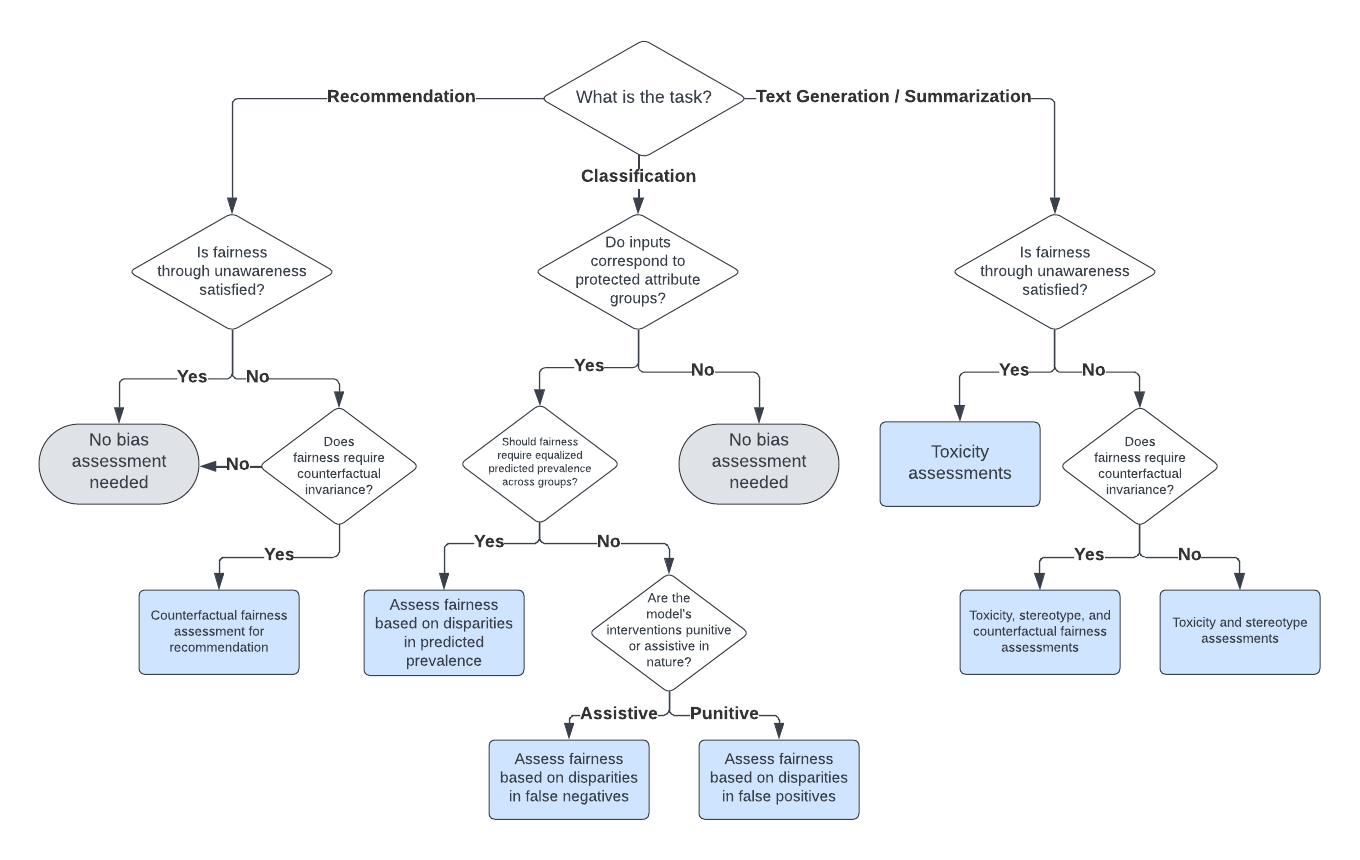 What is the task?
Recommendation
Classification
Text Generation / Summarization
Is fairness
through unawareness
satisfied?
Do inputs
correspond to
protected attribute
groups?
Is fairness
through unawareness
satisfied?
Yes
No
Yes
No
Yes
No
No bias
assessment
needed
No
Does
fairness require
counterfactual
invariance?
Should fairness
require equalized
predicted prevalence
across groups?
No bias
assessment
needed
Toxicity
assessments
Does
fairness require
counterfactual
invariance?
Yes
Yes
No
Yes
No
Counterfactual fairness
assessment for
recommendation
Assess fairness
based on disparities
in predicted
prevalence
Are the
model's
interventions punitive
or assistive in
nature?
Toxicity, stereotype, and
counterfactual fairness
assessments
Toxicity and stereotype
assessments
Assistive
Punitive
Assess fairness
based on disparities
in false negatives
Assess fairness
based on disparities
in false positives